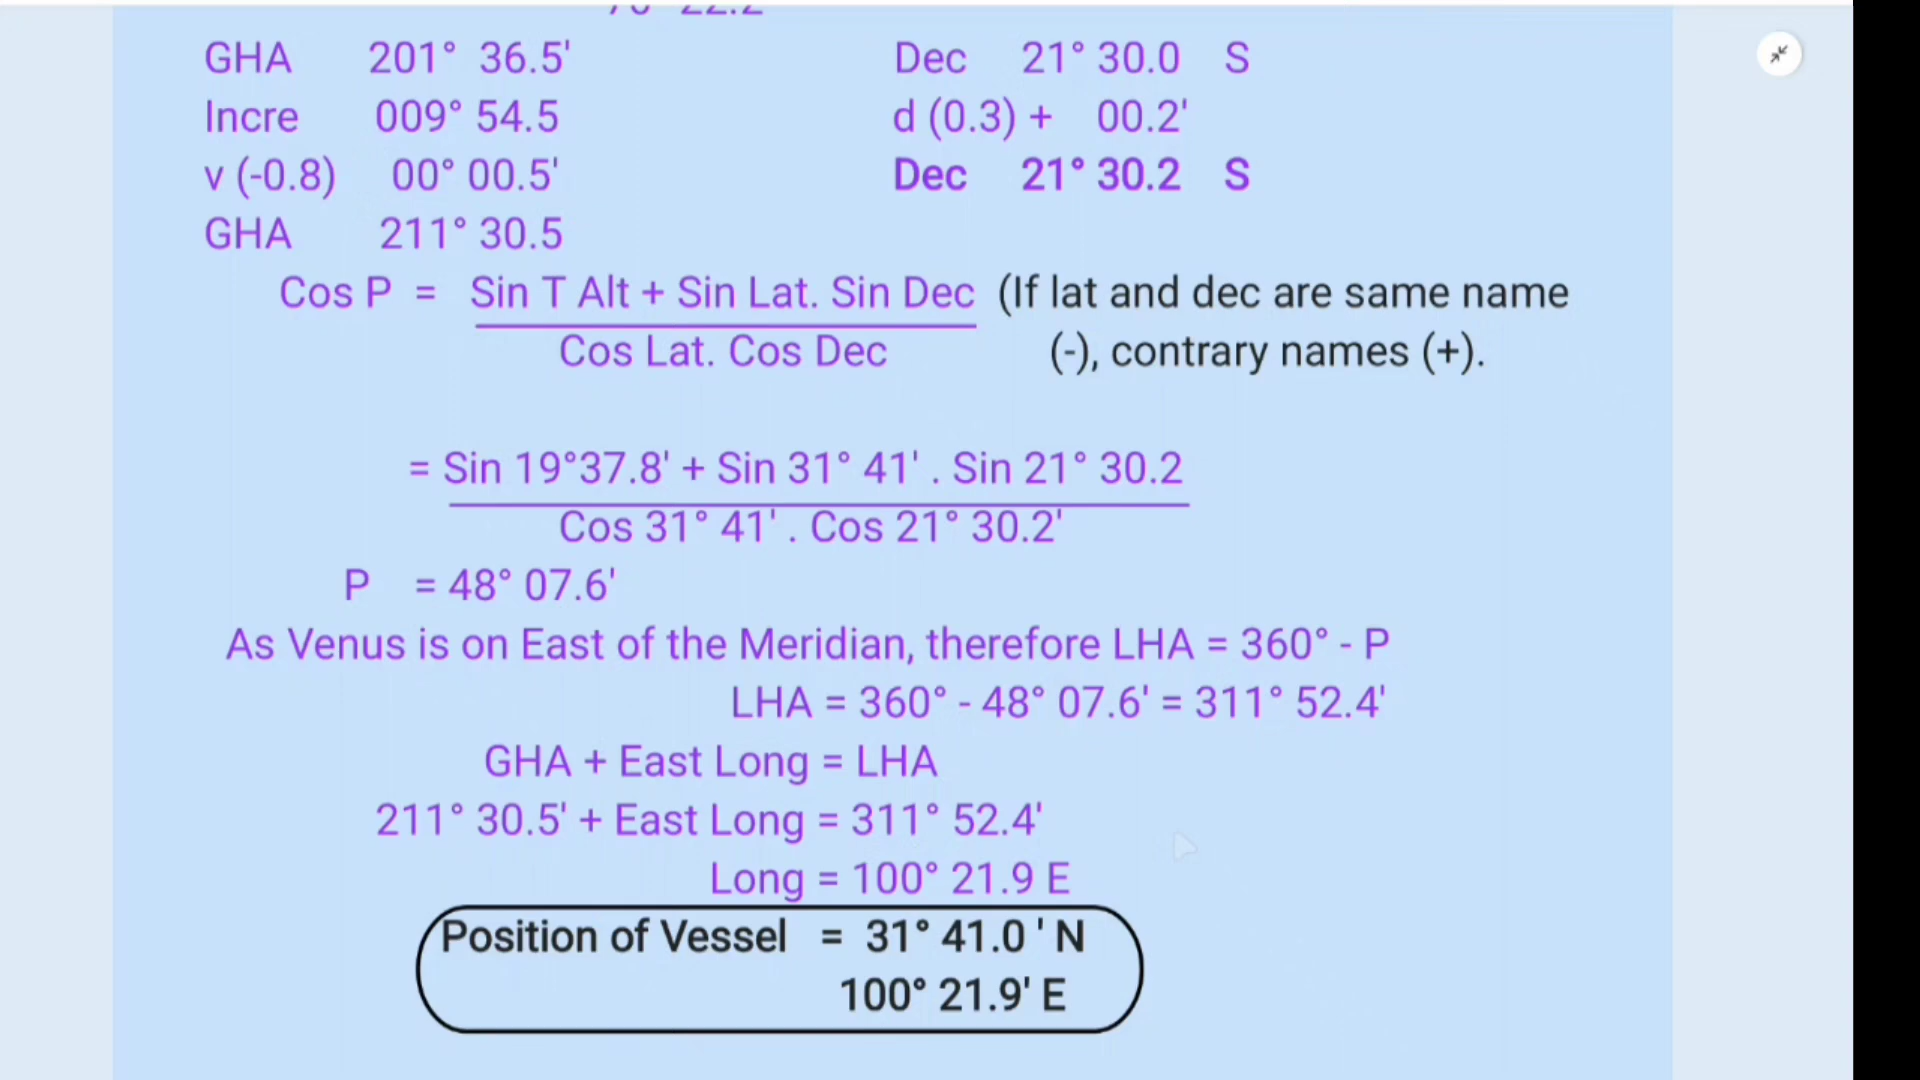 GHA 201° 36.5' Dec 21° 30.0 S
Incre 009° 54.5 d (0.3) + 00.2'
v (-0.8) 00° 00.5' Dec 21° 30.2 S
GHA 211° 30.5
Cos P = Sin T Alt + Sin Lat. Sin Dec (If lat and dec are same name
Cos Lat. Cos Dec (-), contrary names (+).
= Sin 19°37.8' + Sin 31° 41' . Sin 21° 30.2
Cos 31° 41' . Cos 21° 30.2'
P = 48° 07.6'
As Venus is on East of the Meridian, therefore LHA = 360° - P
LHA = 360° - 48° 07.6' = 311° 52.4'
GHA + East Long = LHA
211° 30.5' + East Long = 311° 52.4'
Long = 100° 21.9 E
Position of Vessel = 31° 41.0 ' N
100° 21.9' E